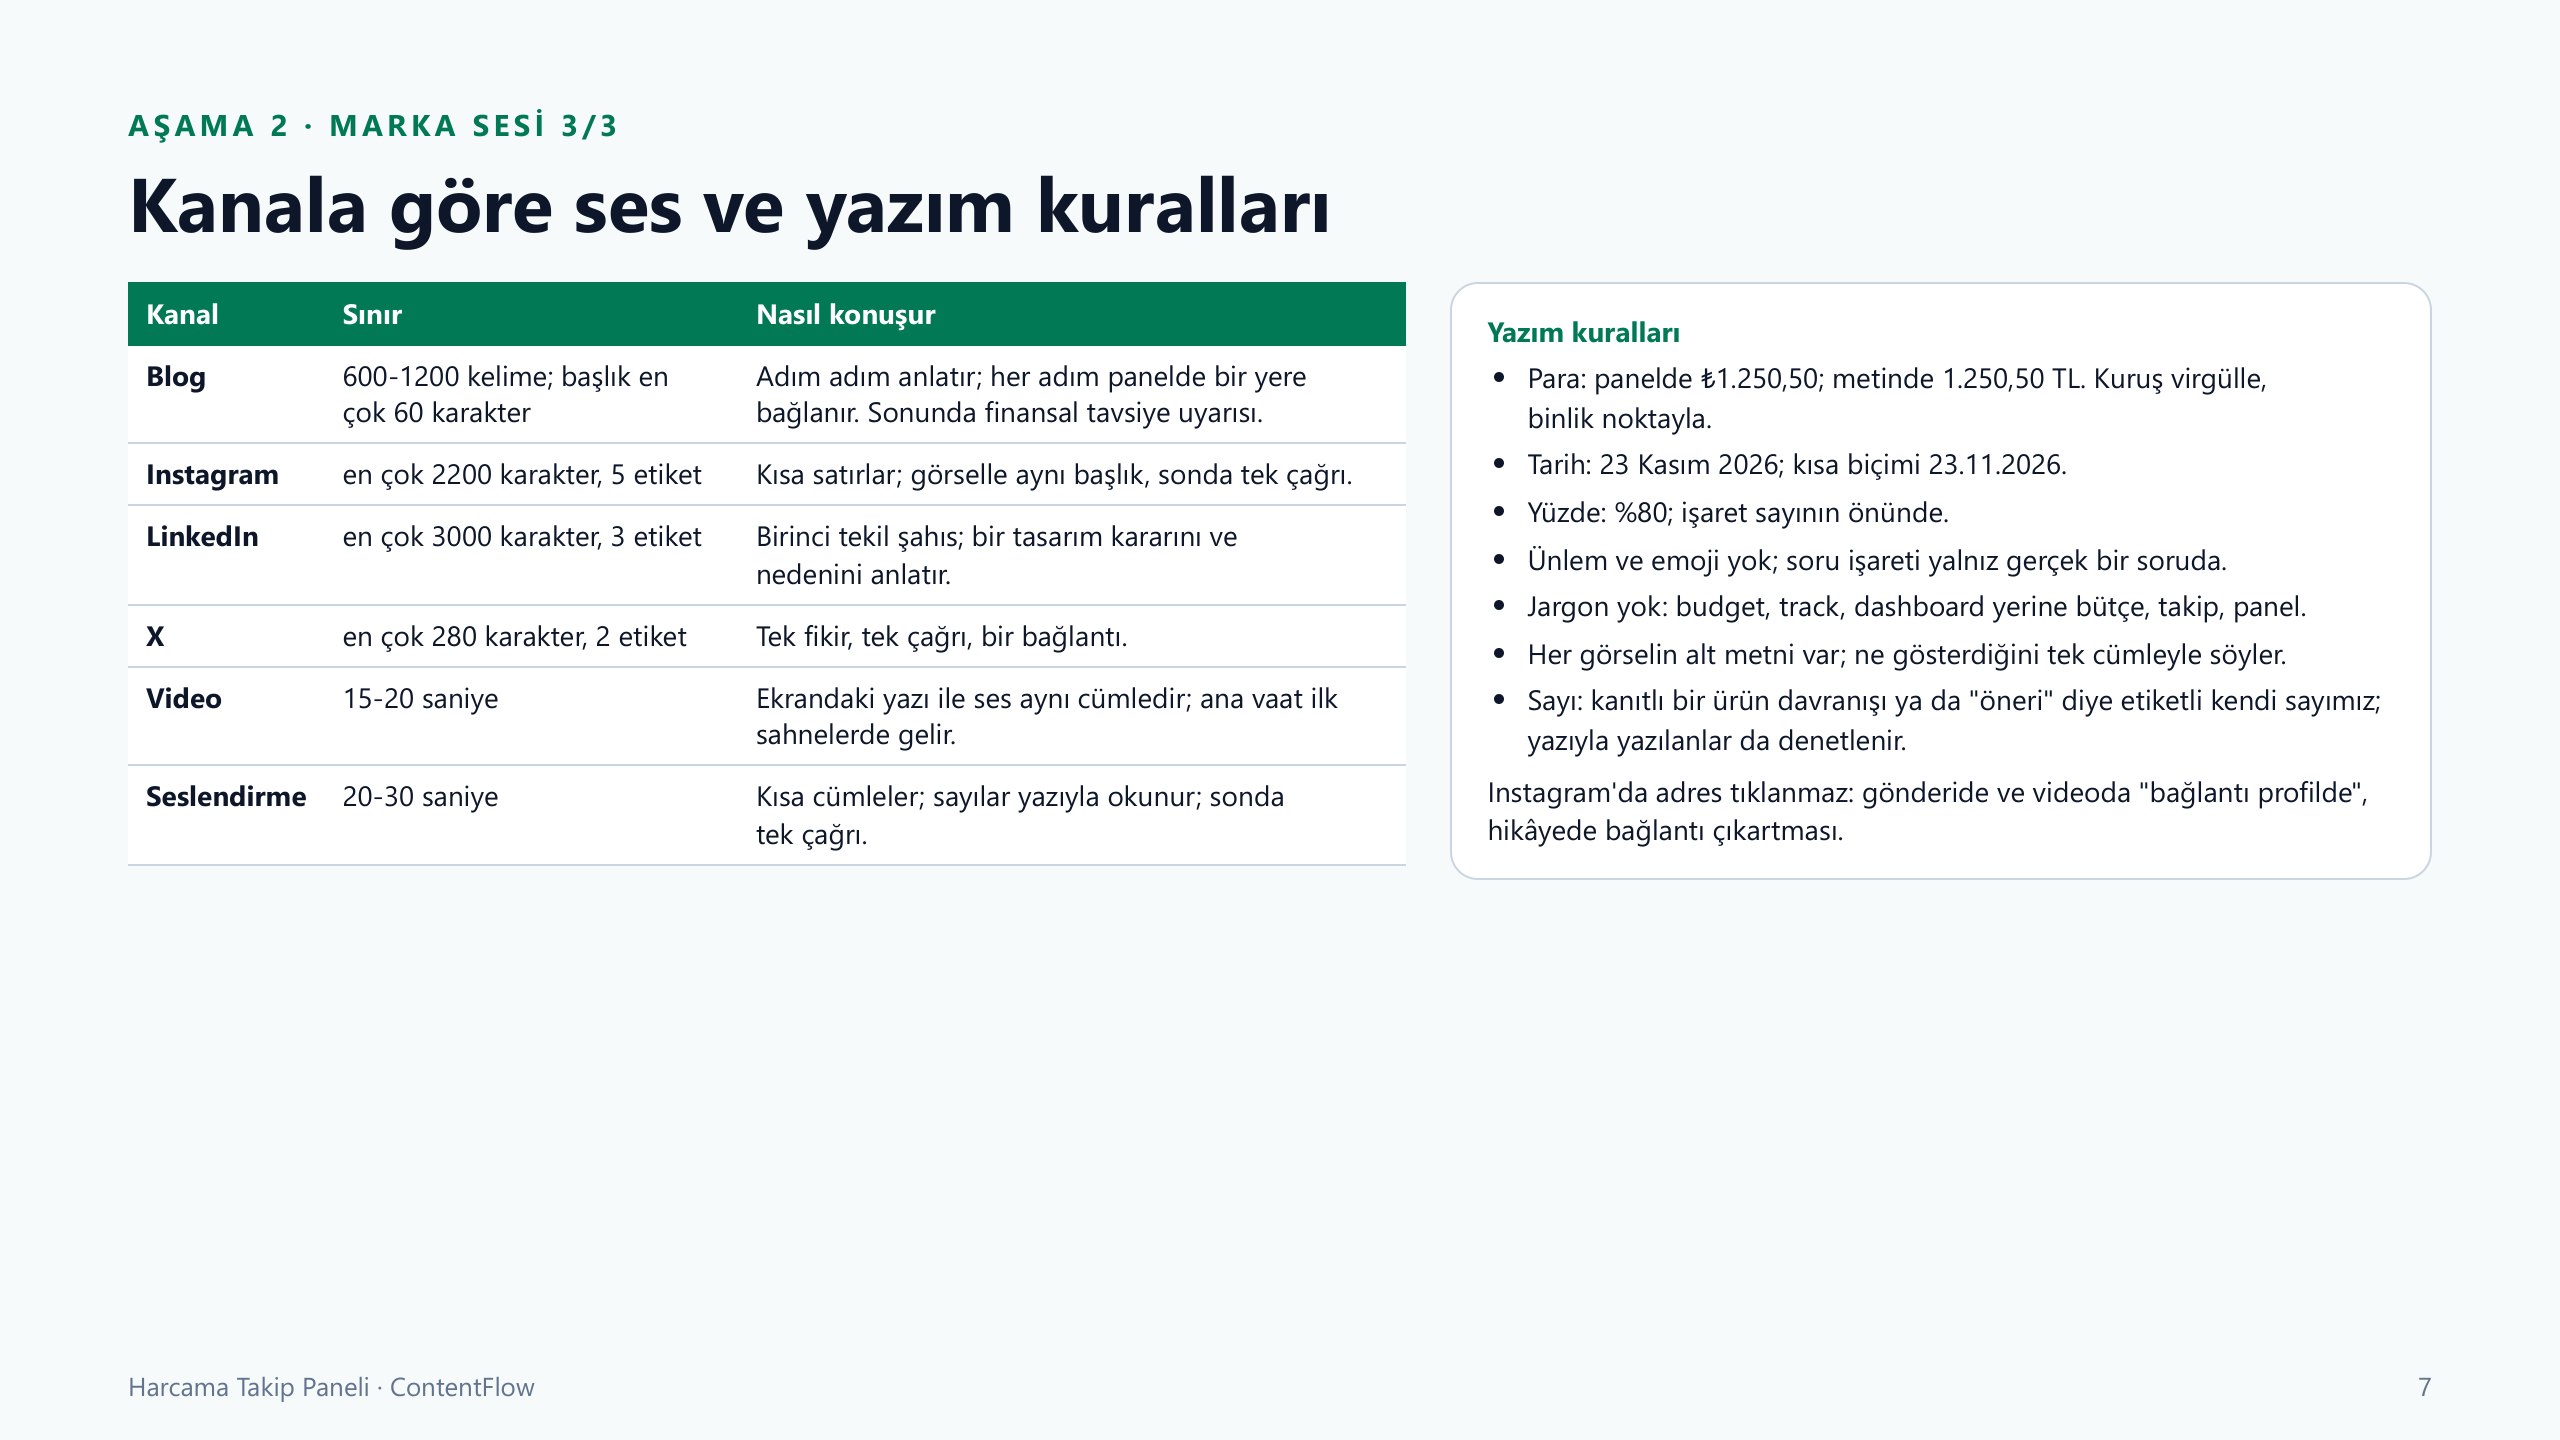 AŞAMA 2 · MARKA SESİ 3/3
Kanala göre ses ve yazım kuralları
Kanal Sınır Nasıl konuşur
Blog 600-1200 kelime; başlık en Adım adım anlatır; her adım panelde bir yere
çok 60 karakter bağlanır. Sonunda finansal tavsiye uyarısı.
Instagram en çok 2200 karakter, 5 etiket Kısa satırlar; görselle aynı başlık, sonda tek çağrı.
LinkedIn en çok 3000 karakter, 3 etiket Birinci tekil şahıs; bir tasarım kararını ve
nedenini anlatır.
X en çok 280 karakter, 2 etiket Tek fikir, tek çağrı, bir bağlantı.
Video 15-20 saniye Ekrandaki yazı ile ses aynı cümledir; ana vaat ilk
sahnelerde gelir.
Seslendirme 20-30 saniye Kısa cümleler; sayılar yazıyla okunur; sonda
tek çağrı.
Yazım kuralları
• Para: panelde ₺1.250,50; metinde 1.250,50 TL. Kuruş virgülle,
binlik noktayla.
• Tarih: 23 Kasım 2026; kısa biçimi 23.11.2026.
• Yüzde: %80; işaret sayının önünde.
• Ünlem ve emoji yok; soru işareti yalnız gerçek bir soruda.
• Jargon yok: budget, track, dashboard yerine bütçe, takip, panel.
• Her görselin alt metni var; ne gösterdiğini tek cümleyle söyler.
• Sayı: kanıtlı bir ürün davranışı ya da "öneri" diye etiketli kendi sayımız;
yazıyla yazılanlar da denetlenir.
Instagram'da adres tıklanmaz: gönderide ve videoda "bağlantı profilde",
hikâyede bağlantı çıkartması.
Harcama Takip Paneli · ContentFlow
7